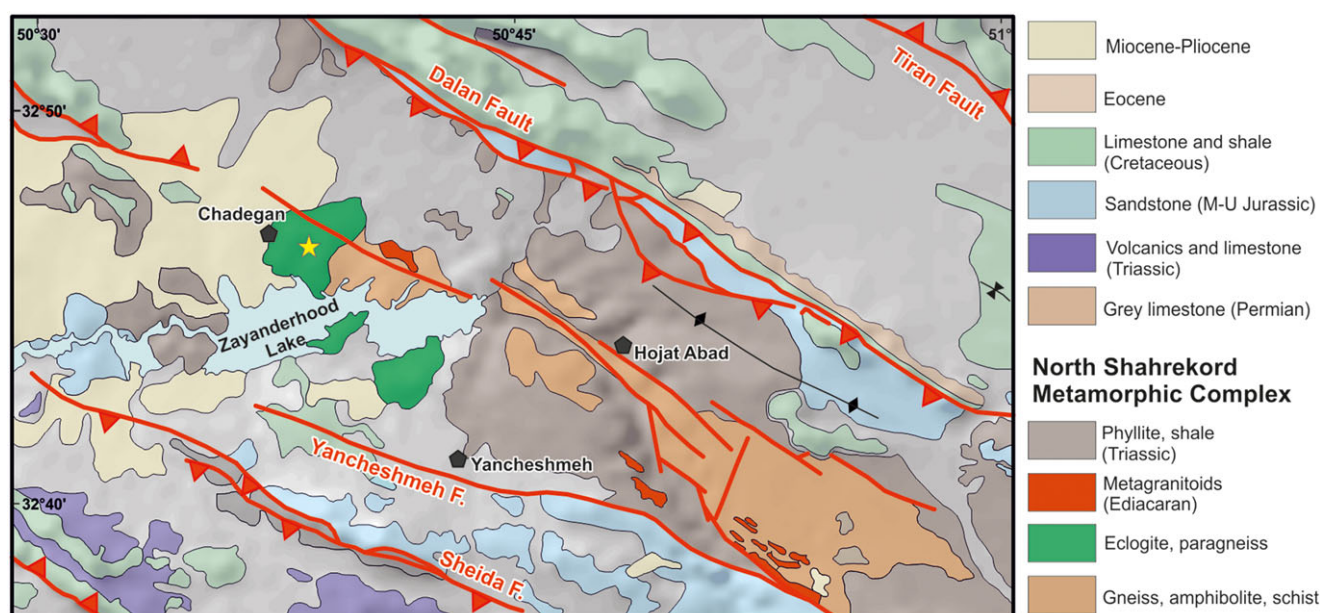 50°30'
50°45'
51°
Tiran Fault
Dalan Fault
32°50'
Chadegan
Zayanderhood
Lake
Hojat Abad
Yancheshmeh
Yancheshmeh F.
32°40'
Sheida F.
Miocene-Pliocene
Eocene
Limestone and shale
(Cretaceous)
Sandstone (M-U Jurassic)
Volcanics and limestone
(Triassic)
Grey limestone (Permian)
North Shahrekord
Metamorphic Complex
Phyllite, shale
(Triassic)
Metagranitoids
(Ediacaran)
Eclogite, paragneiss
Gneiss, amphibolite, schist